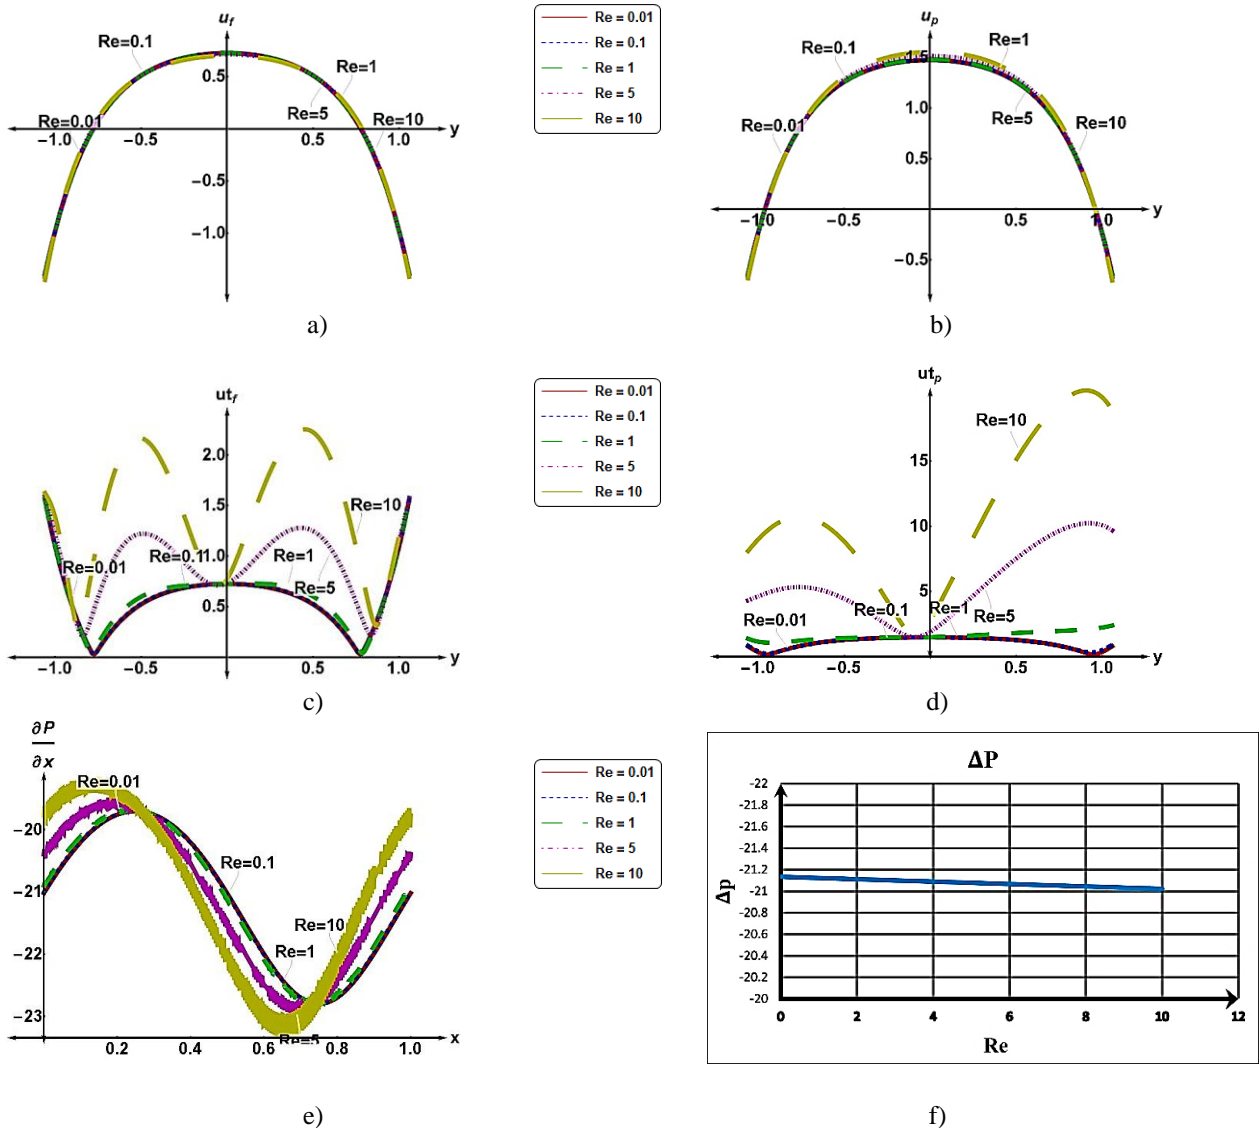 u_f
Re=0.1
0.5
Re=1
Re=5
Re=0.01
Re=10
y
−1.0
−0.5
0.5
1.0
−0.5
−1.0
a)
Re = 0.01
Re = 0.1
Re = 1
Re = 5
Re = 10
u_p
Re=0.1
1.5
Re=1
1.0
Re=5
Re=0.01
Re=10
0.5
y
−1.0
−0.5
0.5
1.0
−0.5
b)
ut_f
2.0
1.5
Re=10
Re=0.1
1.0
Re=1
Re=0.01
Re=5
0.5
y
−1.0
−0.5
0.5
1.0
c)
Re = 0.01
Re = 0.1
Re = 1
Re = 5
Re = 10
ut_p
Re=10
15
10
5
Re=0.1
Re=1
Re=5
Re=0.01
y
−1.0
−0.5
0.5
1.0
d)
∂P
∂x
Re=0.01
−20
Re=0.1
−21
Re=10
Re=1
−22
−23
Re=5
0.2
0.4
0.6
0.8
1.0
x
e)
Re = 0.01
Re = 0.1
Re = 1
Re = 5
Re = 10
ΔP
-22
-21.8
-21.6
-21.4
-21.2
-21
-20.8
-20.6
-20.4
-20.2
-20
Δp
0
2
4
6
8
10
12
Re
f)